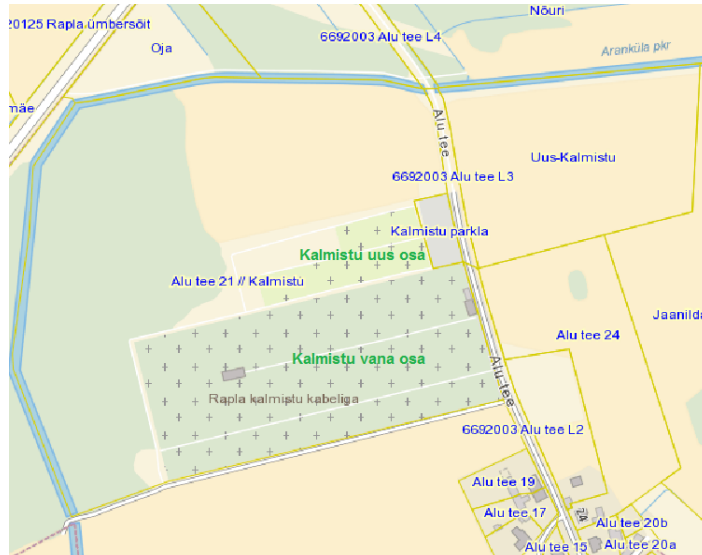 20125 Rapla ümbersõit
Oja
6692003 Alu tee L4
Nõuri
Aranküla pkr
mäe
Alu tee
Uus-Kalmistu
6692003 Alu tee L3
Kalmistu parkla
Kalmistu uus osa
Alu tee 21 // Kalmistu
Jaanilda
Alu tee 24
Kalmistu vana osa
Alu tee
Rapla kalmistu kabeliga
6692003 Alu tee L2
Alu tee 19
Alu tee 17
24
Alu tee 20b
Alu tee 15
Alu tee 20a